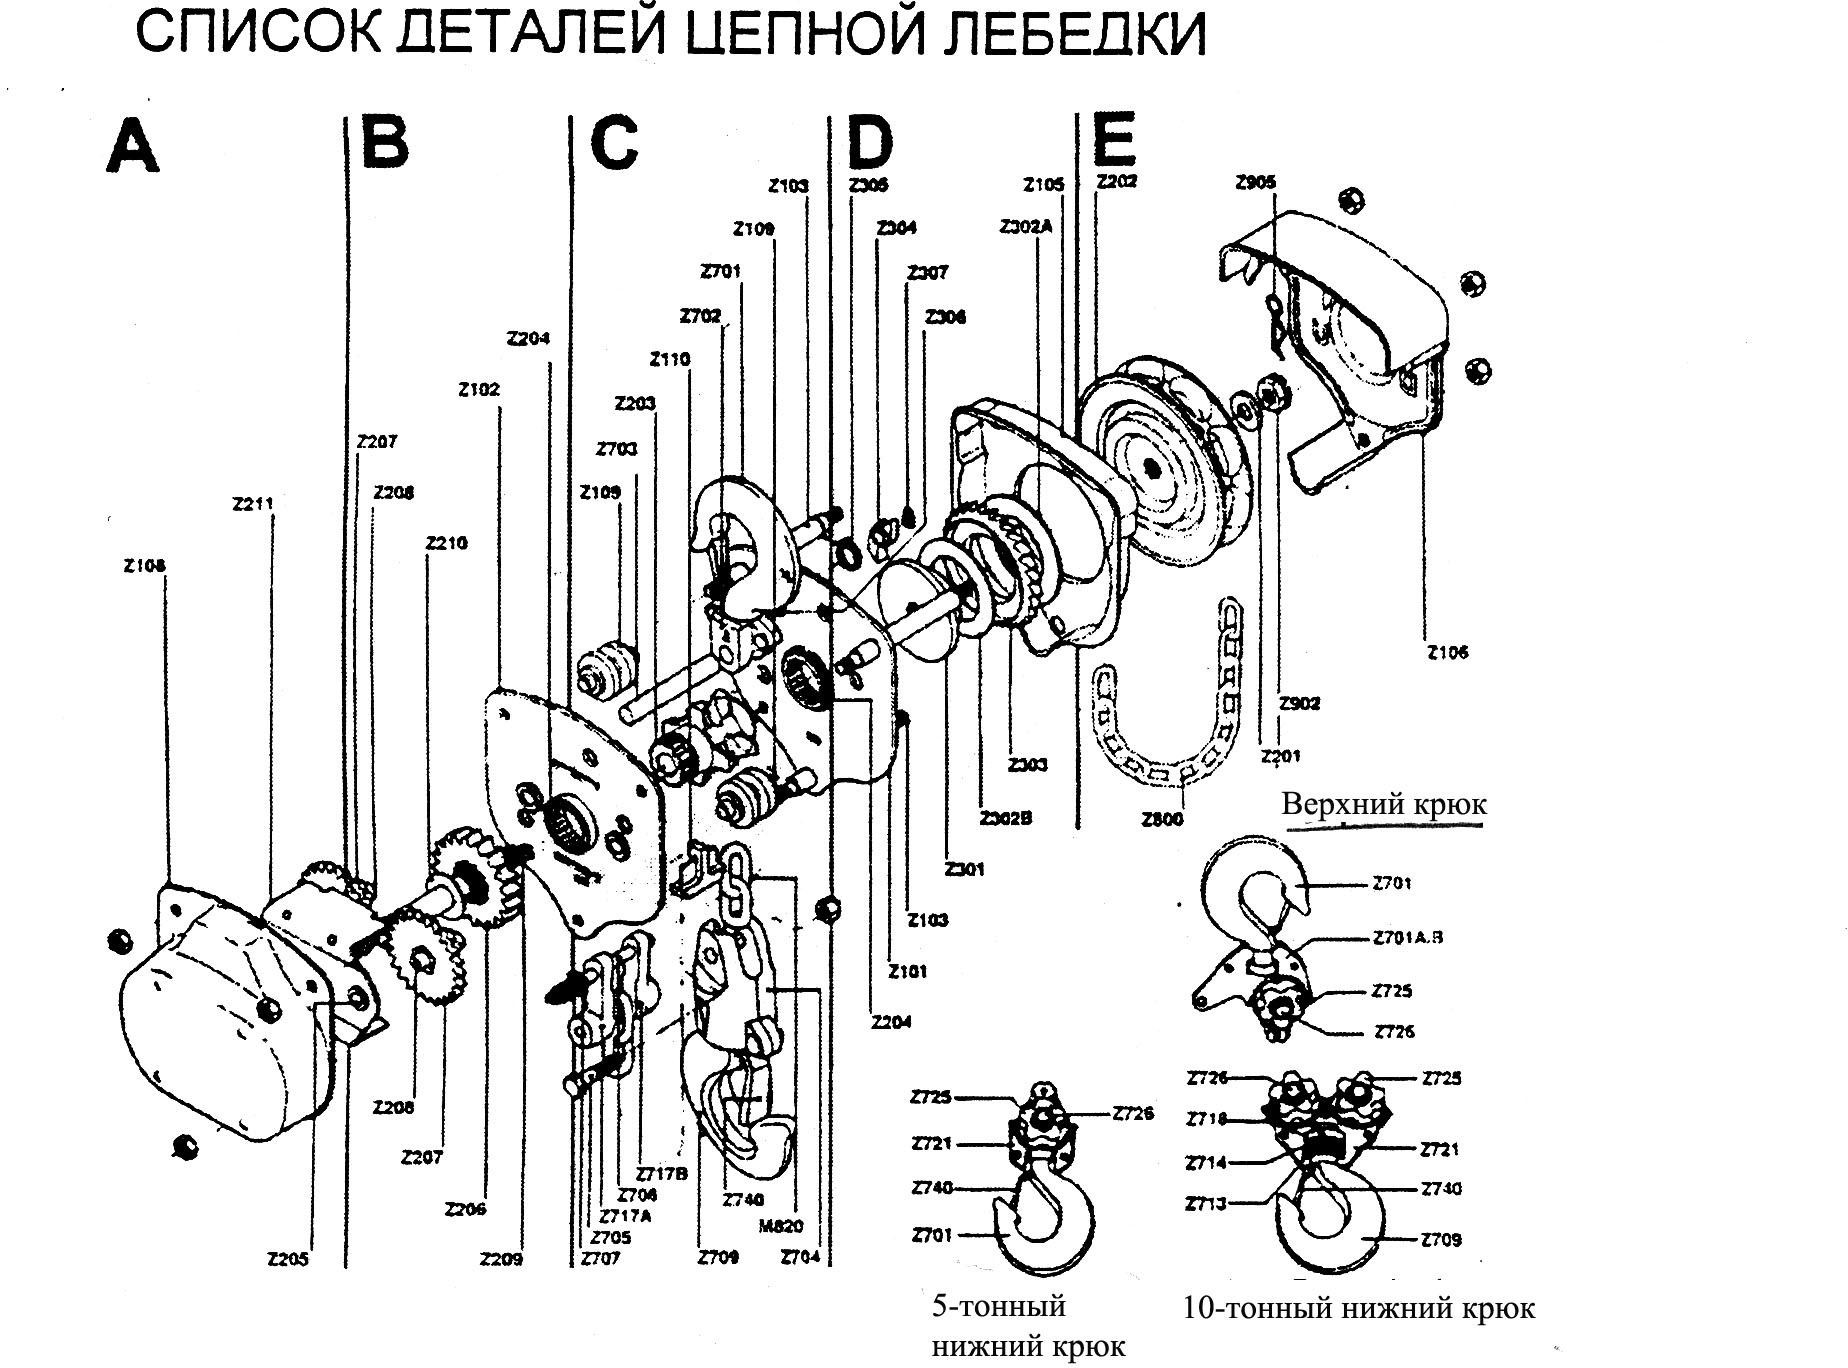 СПИСОК ДЕТАЛЕЙ ЦЕПНОЙ ЛЕБЕДКИ
A B C D E
Z103 Z305 Z105 Z202 Z905
Z109 Z304 Z302A
Z701 Z307
Z702 Z306
Z204 Z110
Z102 Z203
Z207 Z703
Z211 Z208 Z109
Z210
Z108
Z106
Z902
Z303 Z201
Z302B Z800 Верхний крюк
Z301
Z701
Z103
Z701A.B
Z101
Z725
Z204 Z726
Z208
Z725 Z726 Z726 Z725
Z718
Z721 Z721
Z207 Z714
Z717B
Z706 Z740 Z740 Z740
Z206 Z717A M820 Z713
Z705 Z701 Z709
Z205 Z209 Z707 Z709 Z704
5-тонный
нижний крюк
10-тонный нижний крюк